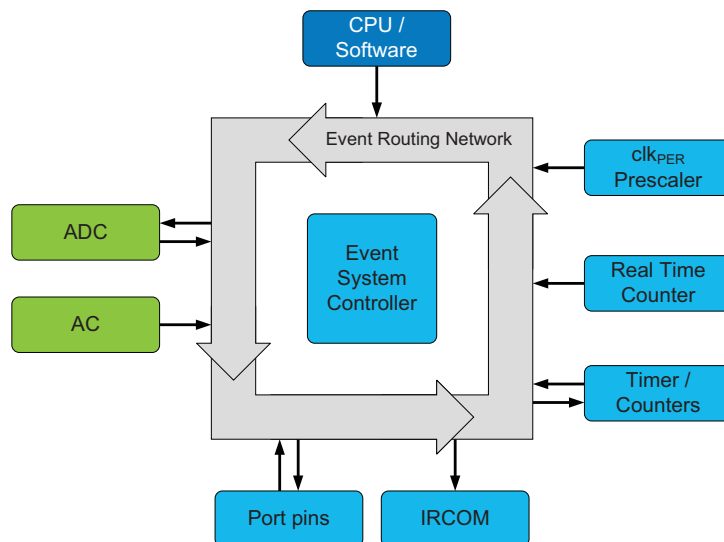 CPU /
Software
Event Routing Network
clkPER
Prescaler
ADC
Event
System
Controller
Real Time
Counter
AC
Timer /
Counters
Port pins
IRCOM